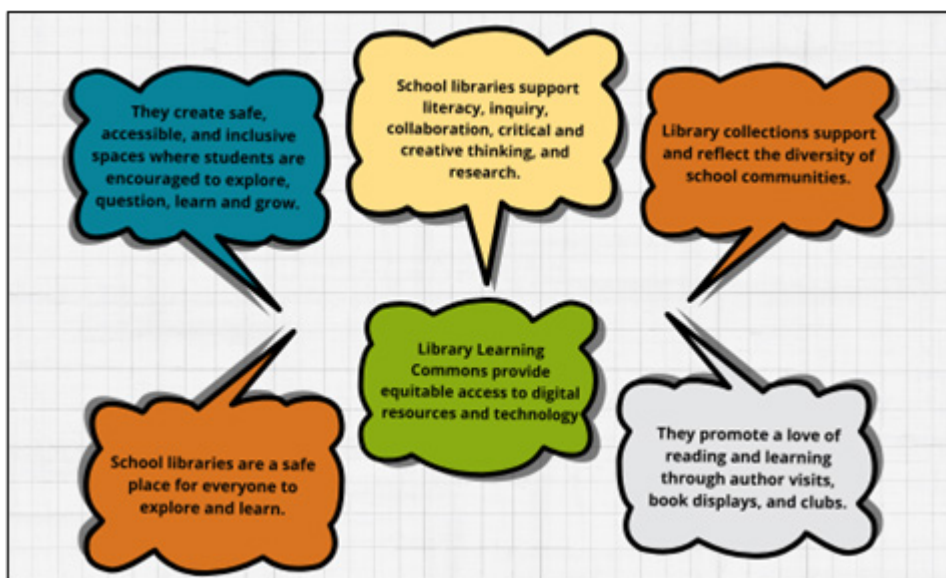 They create safe,
accessible, and inclusive
spaces where students are
encouraged to explore,
question, learn and grow.
School libraries support
literacy, inquiry,
collaboration, critical and
creative thinking, and
research.
Library collections support
and reflect the diversity of
school communities.
School libraries are a safe
place for everyone to
explore and learn.
Library Learning
Commons provide
equitable access to digital
resources and technology
They promote a love of
reading and learning
through author visits,
book displays, and clubs.